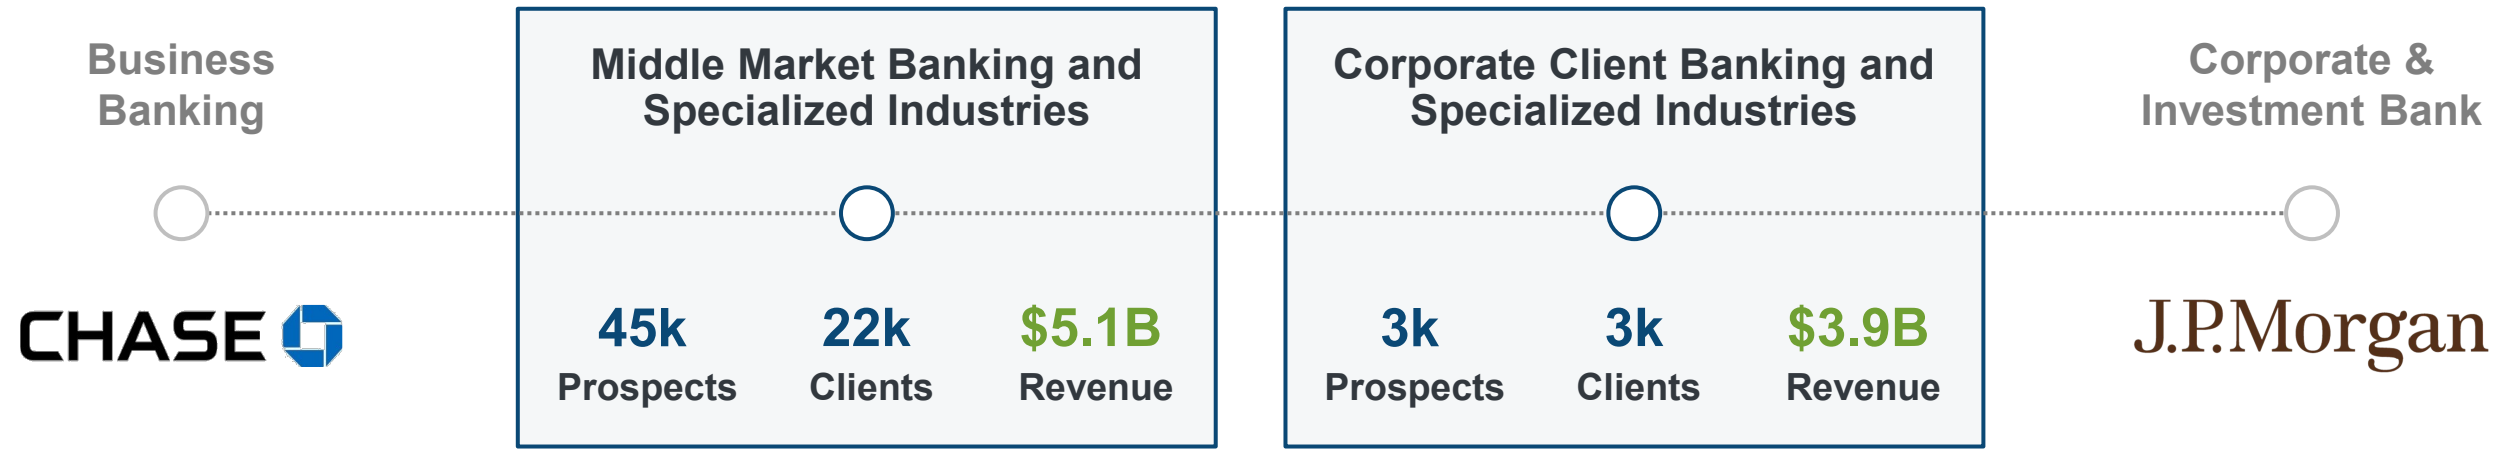 Business
Banking
CHASE
Middle Market Banking and
Specialized Industries
45k 22k $5.1B
Prospects Clients Revenue
Corporate Client Banking and
Specialized Industries
3k 3k $3.9B
Prospects Clients Revenue
Corporate &
Investment Bank
J.P.Morgan